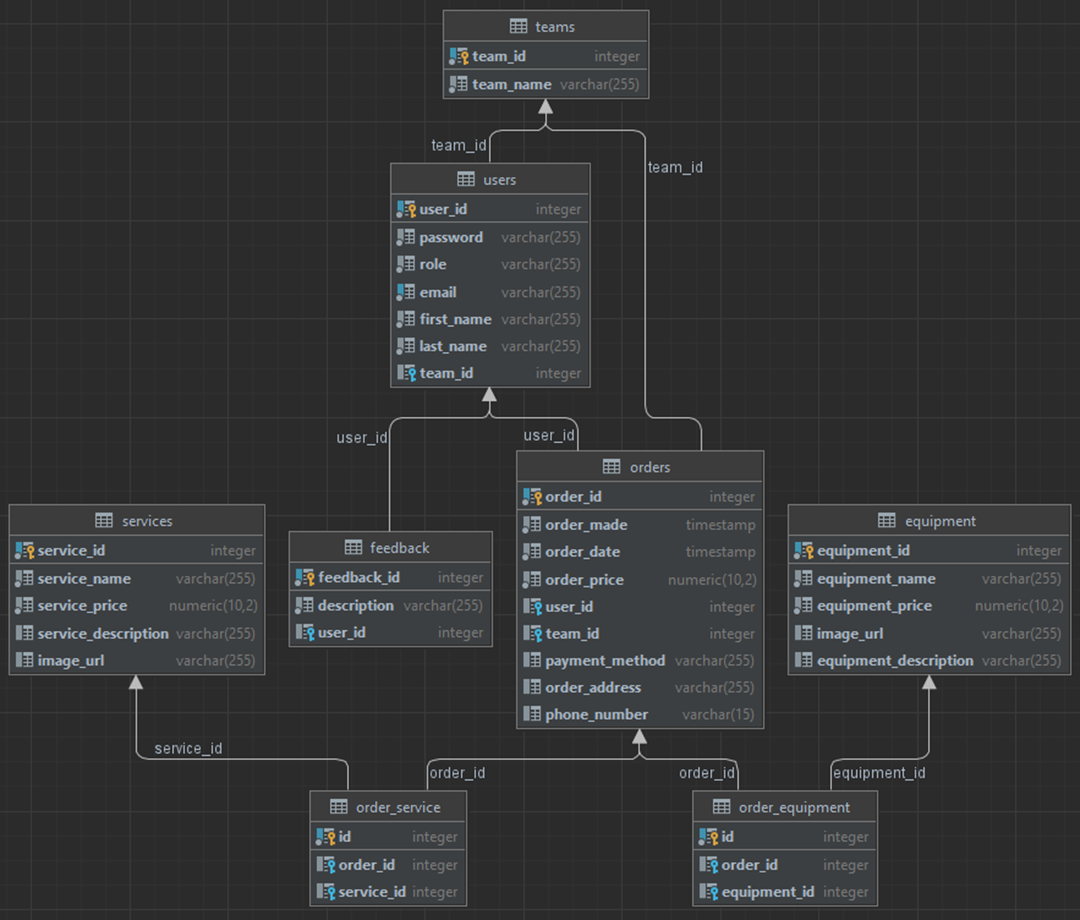 teams
team_id integer
team_name varchar(255)
team_id
team_id
users
user_id integer
password varchar(255)
role varchar(255)
email varchar(255)
first_name varchar(255)
last_name varchar(255)
team_id integer
user_id
user_id
orders
order_id integer
order_made timestamp
order_date timestamp
order_price numeric(10,2)
user_id integer
team_id integer
payment_method varchar(255)
order_address varchar(255)
phone_number varchar(15)
services
service_id integer
service_name varchar(255)
service_price numeric(10,2)
service_description varchar(255)
image_url varchar(255)
feedback
feedback_id integer
description varchar(255)
user_id integer
equipment
equipment_id integer
equipment_name varchar(255)
equipment_price numeric(10,2)
image_url varchar(255)
equipment_description varchar(255)
service_id
order_id
order_id
equipment_id
order_service
id integer
order_id integer
service_id integer
order_equipment
id integer
order_id integer
equipment_id integer